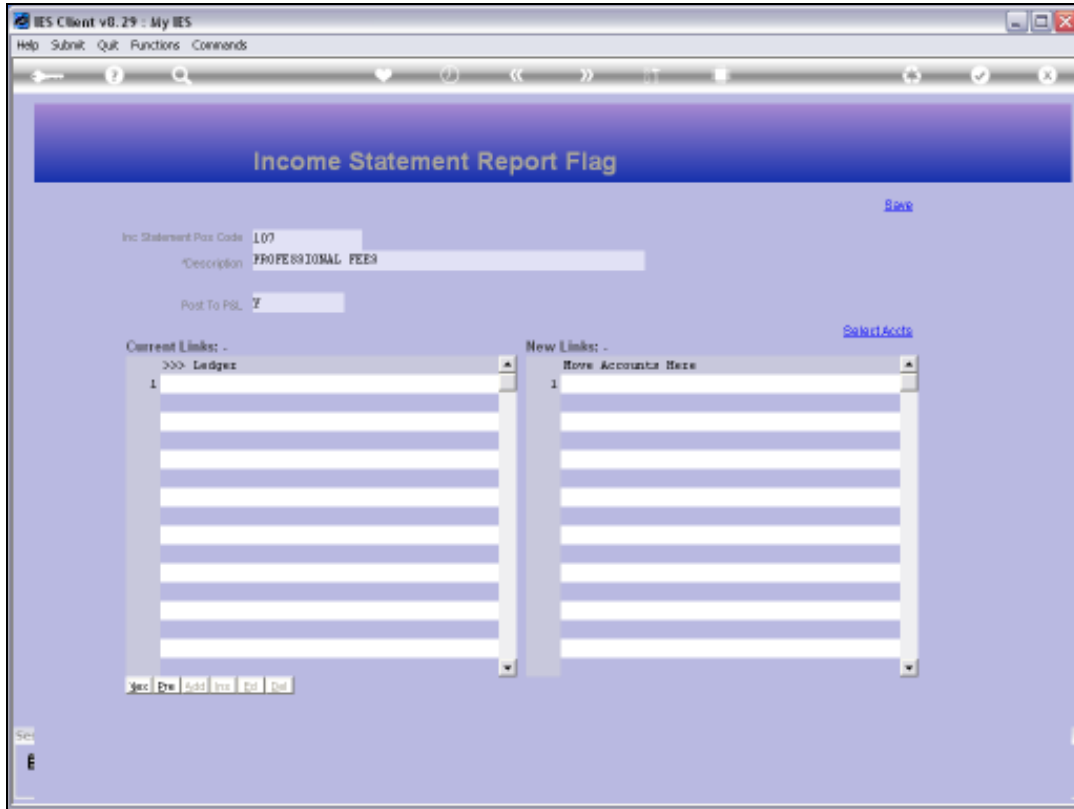 IES Client v8.29 : My IES
Help Submit Quit Functions Commands
Income Statement Report Flag
Save
Inc Statement Pos Code 107
*Description PROFESSIONAL FEES
Post To P&L Y
Select Accts
Current Links: - New Links: -
>>> Ledger Move Accounts Here
1 1
Nex Pre Add Ins Ed Del